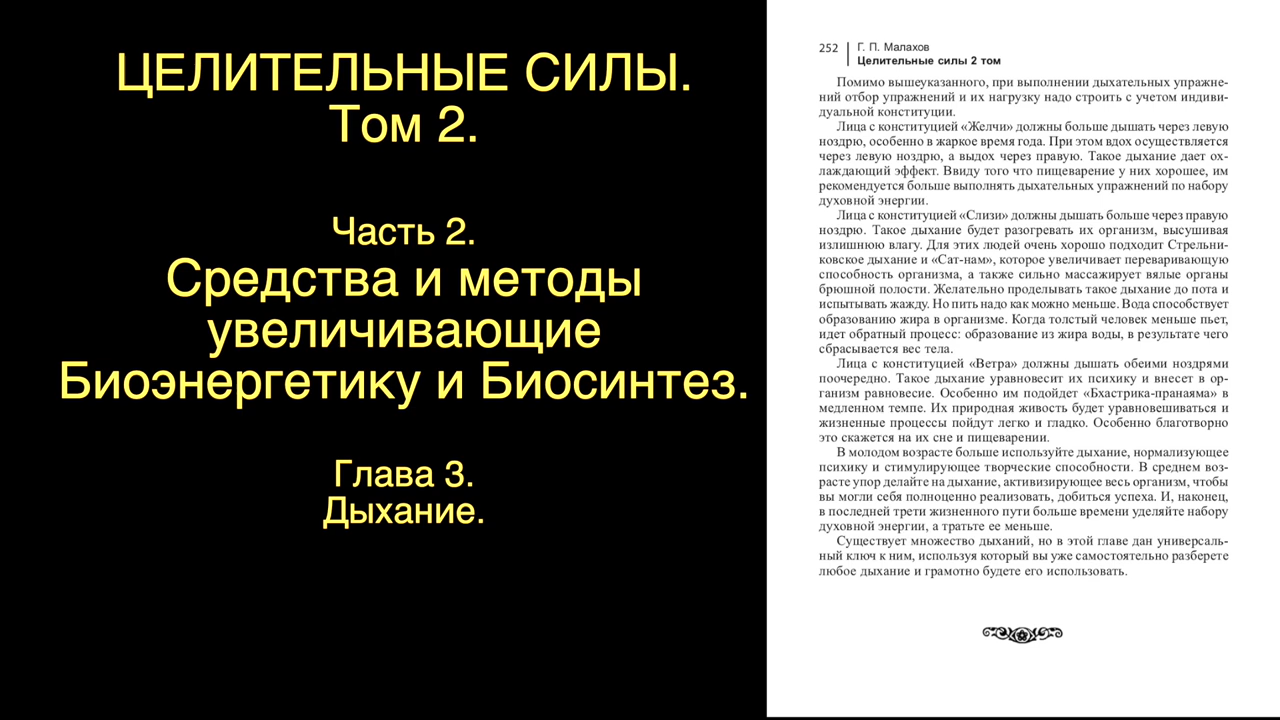 ЦЕЛИТЕЛЬНЫЕ СИЛЫ.
Том 2.
Часть 2.
Средства и методы
увеличивающие
Биоэнергетику и Биосинтез.
Глава 3.
Дыхание.
252
Г. П. Малахов
Целительные силы 2 том
Помимо вышеуказанного, при выполнении дыхательных упражне-
ний отбор упражнений и их нагрузку надо строить с учетом индиви-
дуальной конституции.
Лица с конституцией «Желчи» должны больше дышать через левую
ноздрю, особенно в жаркое время года. При этом вдох осуществляется
через левую ноздрю, а выдох через правую. Такое дыхание дает ох-
лаждающий эффект. Ввиду того что пищеварение у них хорошее, им
рекомендуется больше выполнять дыхательных упражнений по набору
духовной энергии.
Лица с конституцией «Слизи» должны дышать больше через правую
ноздрю. Такое дыхание будет разогревать их организм, высушивая
излишнюю влагу. Для этих людей очень хорошо подходит Стрельни-
ковское дыхание и «Сат-нам», которое увеличивает переваривающую
способность организма, а также сильно массажирует вялые органы
брюшной полости. Желательно проделывать такое дыхание до пота и
испытывать жажду. Но пить надо как можно меньше. Вода способствует
образованию жира в организме. Когда толстый человек меньше пьет,
идет обратный процесс: образование из жира воды, в результате чего
сбрасывается вес тела.
Лица с конституцией «Ветра» должны дышать обеими ноздрями
поочередно. Такое дыхание уравновесит их психику и внесет в ор-
ганизм равновесие. Особенно им подойдет «Бхастрика-пранаяма» в
медленном темпе. Их природная живость будет уравновешиваться и
жизненные процессы пойдут легко и гладко. Особенно благотворно
это скажется на их сне и пищеварении.
В молодом возрасте больше используйте дыхание, нормализующее
психику и стимулирующее творческие способности. В среднем воз-
расте упор делайте на дыхание, активизирующее весь организм, чтобы
вы могли себя полноценно реализовать, добиться успеха. И, наконец,
в последней трети жизненного пути больше времени уделяйте набору
духовной энергии, а тратьте ее меньше.
Существует множество дыханий, но в этой главе дан универсаль-
ный ключ к ним, используя который вы уже самостоятельно разберете
любое дыхание и грамотно будете его использовать.